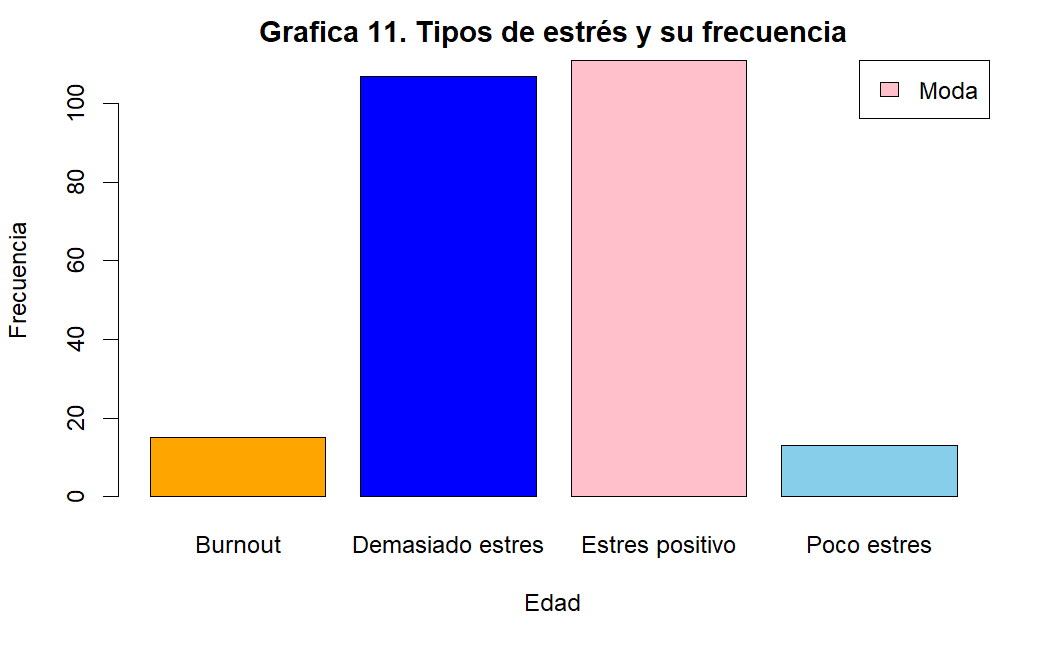 Grafica 11. Tipos de estrés y su frecuencia
Moda
Frecuencia
100
80
60
40
20
0
Burnout Demasiado estres Estres positivo Poco estres
Edad